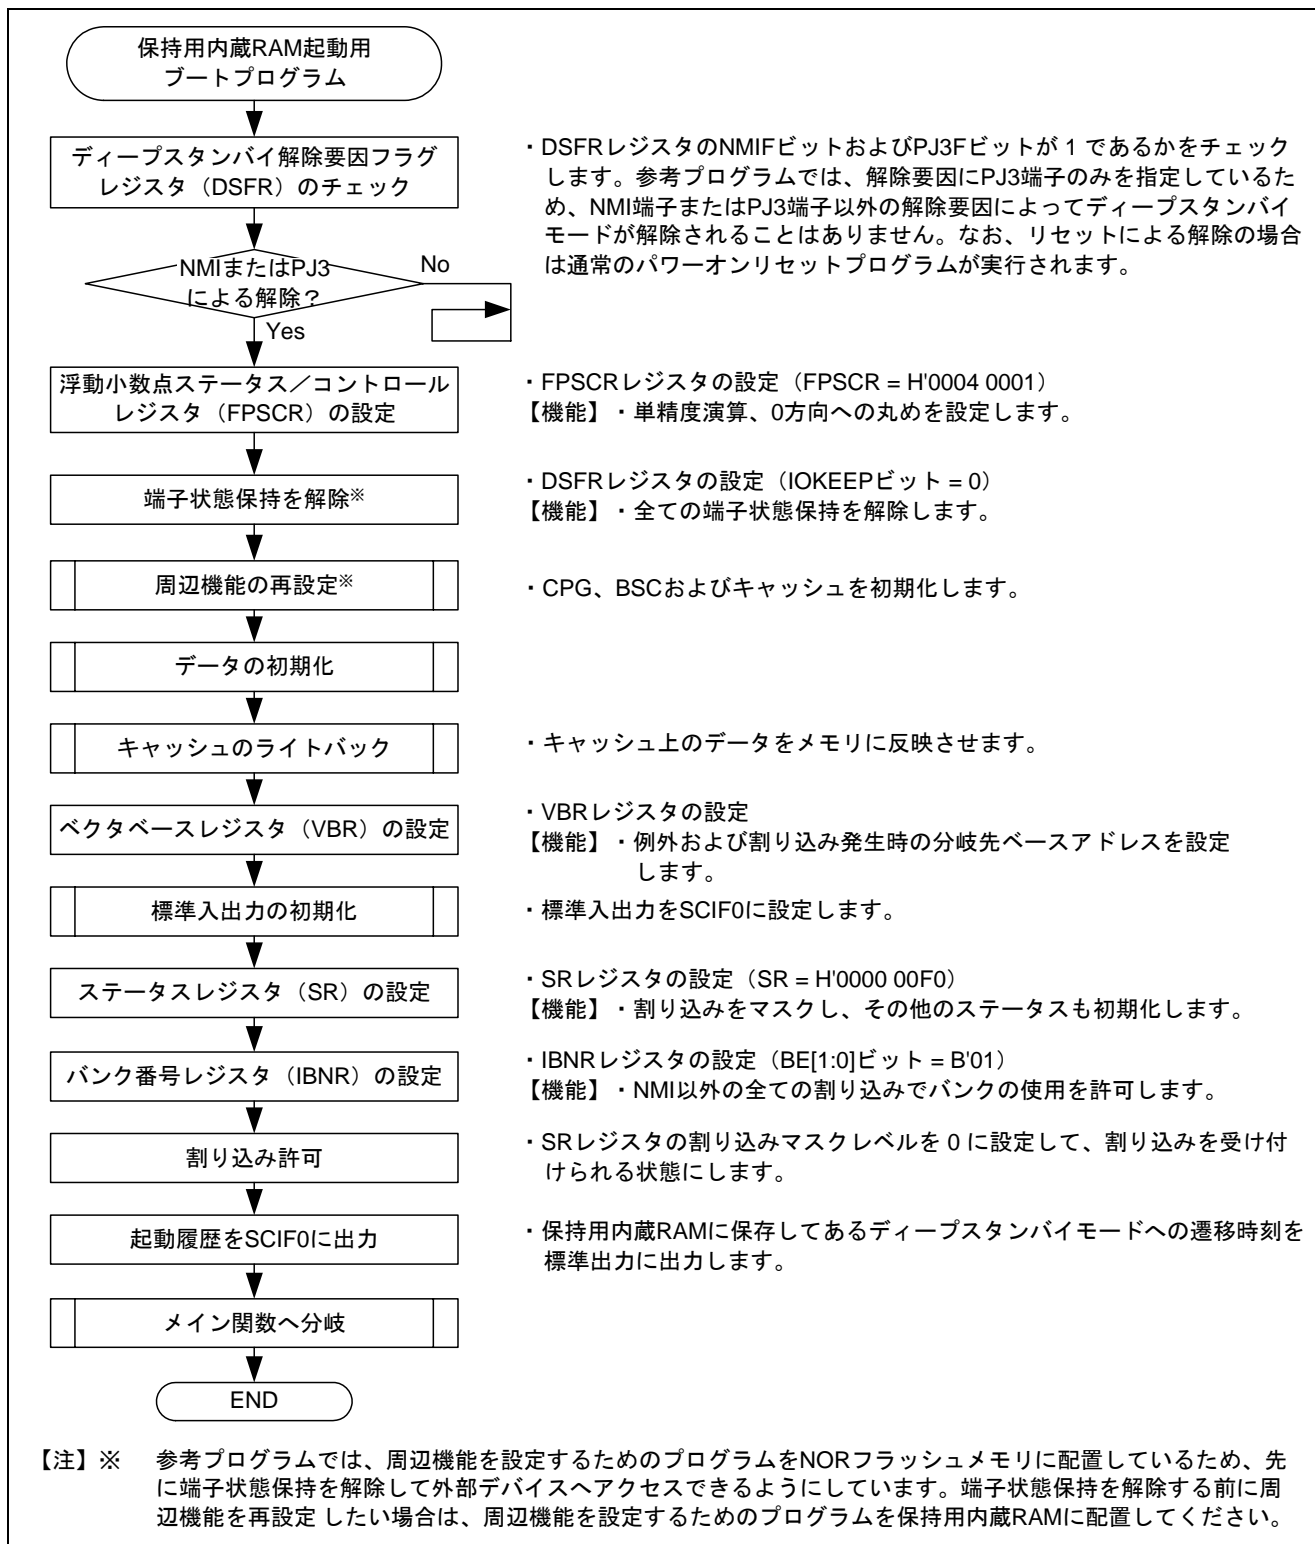 保持用内蔵RAM起動用
ブートプログラム
ディープスタンバイ解除要因フラグ
レジスタ（DSFR）のチェック
・DSFRレジスタのNMIFビットおよびPJ3Fビットが 1 であるかをチェック
します。参考プログラムでは、解除要因にPJ3端子のみを指定しているた
め、NMI端子またはPJ3端子以外の解除要因によってディープスタンバイ
モードが解除されることはありません。なお、リセットによる解除の場合
は通常のパワーオンリセットプログラムが実行されます。
NMIまたはPJ3
による解除？
No
Yes
浮動小数点ステータス／コントロール
レジスタ（FPSCR）の設定
・FPSCRレジスタの設定（FPSCR = H'0004 0001）
【機能】・単精度演算、0方向への丸めを設定します。
端子状態保持を解除※
・DSFRレジスタの設定（IOKEEPビット = 0）
【機能】・全ての端子状態保持を解除します。
周辺機能の再設定※
・CPG、BSCおよびキャッシュを初期化します。
データの初期化
キャッシュのライトバック
・キャッシュ上のデータをメモリに反映させます。
ベクタベースレジスタ（VBR）の設定
・VBRレジスタの設定
【機能】・例外および割り込み発生時の分岐先ベースアドレスを設定
します。
標準入出力の初期化
・標準入出力をSCIF0に設定します。
ステータスレジスタ（SR）の設定
・SRレジスタの設定（SR = H'0000 00F0）
【機能】・割り込みをマスクし、その他のステータスも初期化します。
バンク番号レジスタ（IBNR）の設定
・IBNRレジスタの設定（BE[1:0]ビット = B'01）
【機能】・NMI以外の全ての割り込みでバンクの使用を許可します。
割り込み許可
・SRレジスタの割り込みマスクレベルを 0 に設定して、割り込みを受け付
けられる状態にします。
起動履歴をSCIF0に出力
・保持用内蔵RAMに保存してあるディープスタンバイモードへの遷移時刻を
標準出力に出力します。
メイン関数へ分岐
END
【注】※ 参考プログラムでは、周辺機能を設定するためのプログラムをNORフラッシュメモリに配置しているため、先
に端子状態保持を解除して外部デバイスへアクセスできるようにしています。端子状態保持を解除する前に周
辺機能を再設定 したい場合は、周辺機能を設定するためのプログラムを保持用内蔵RAMに配置してください。